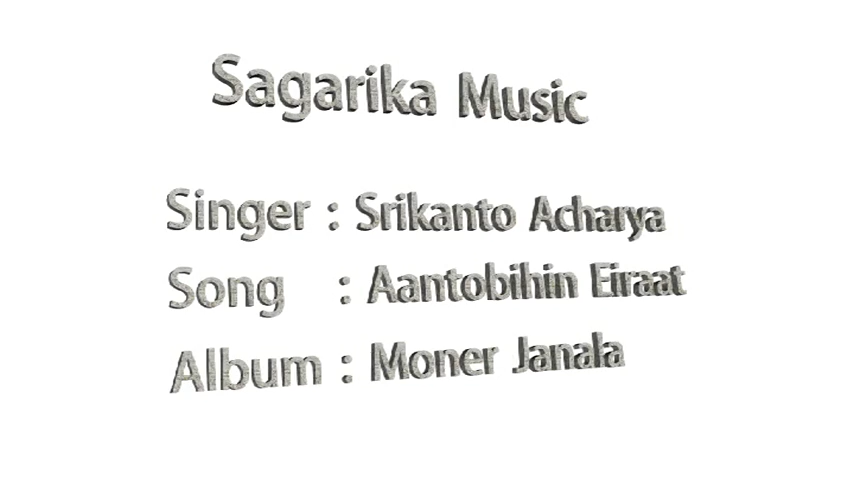 Sagarika Music
Singer : Srikanto Acharya
Song : Aantobihin Eiraat
Album : Moner Janala